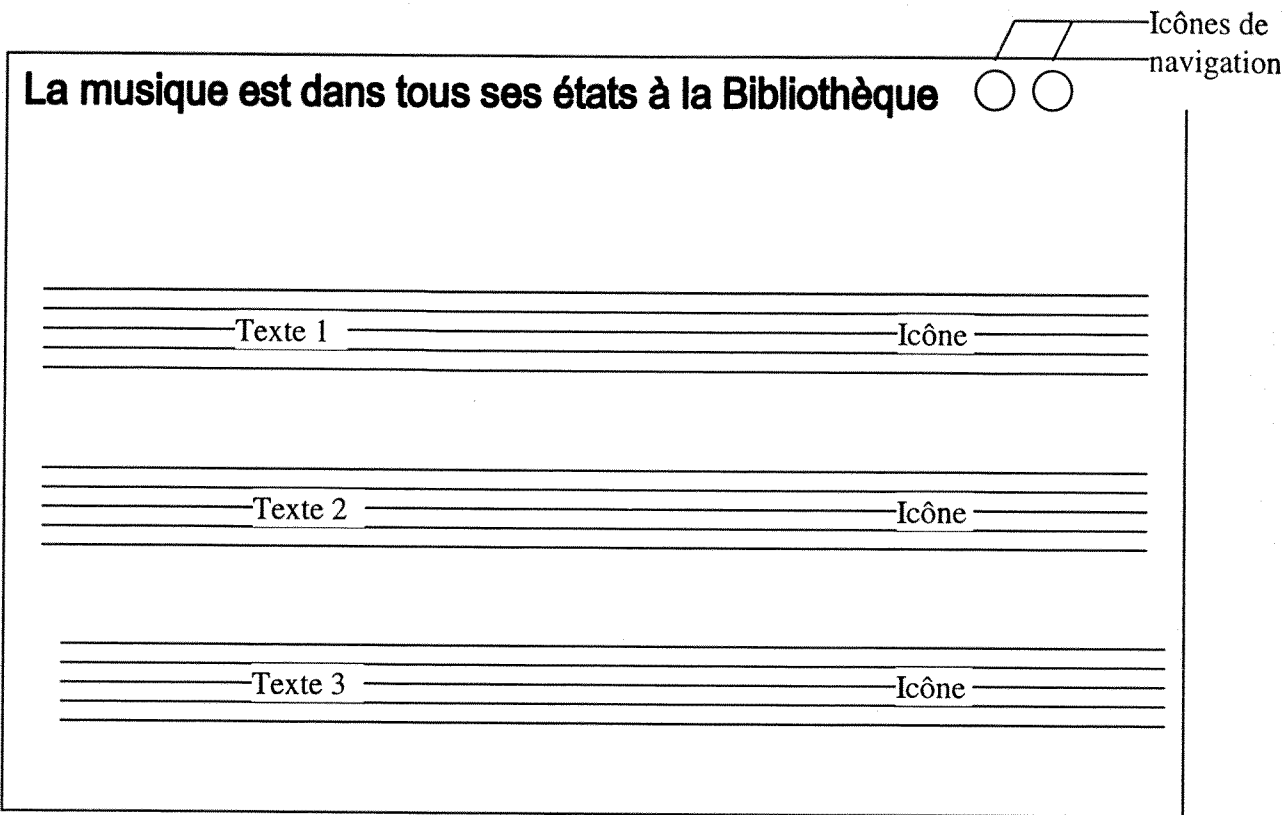 Icônes de
navigation
La musique est dans tous ses états à la Bibliothèque
Texte 1 Icône
Texte 2 Icône
Texte 3 Icône